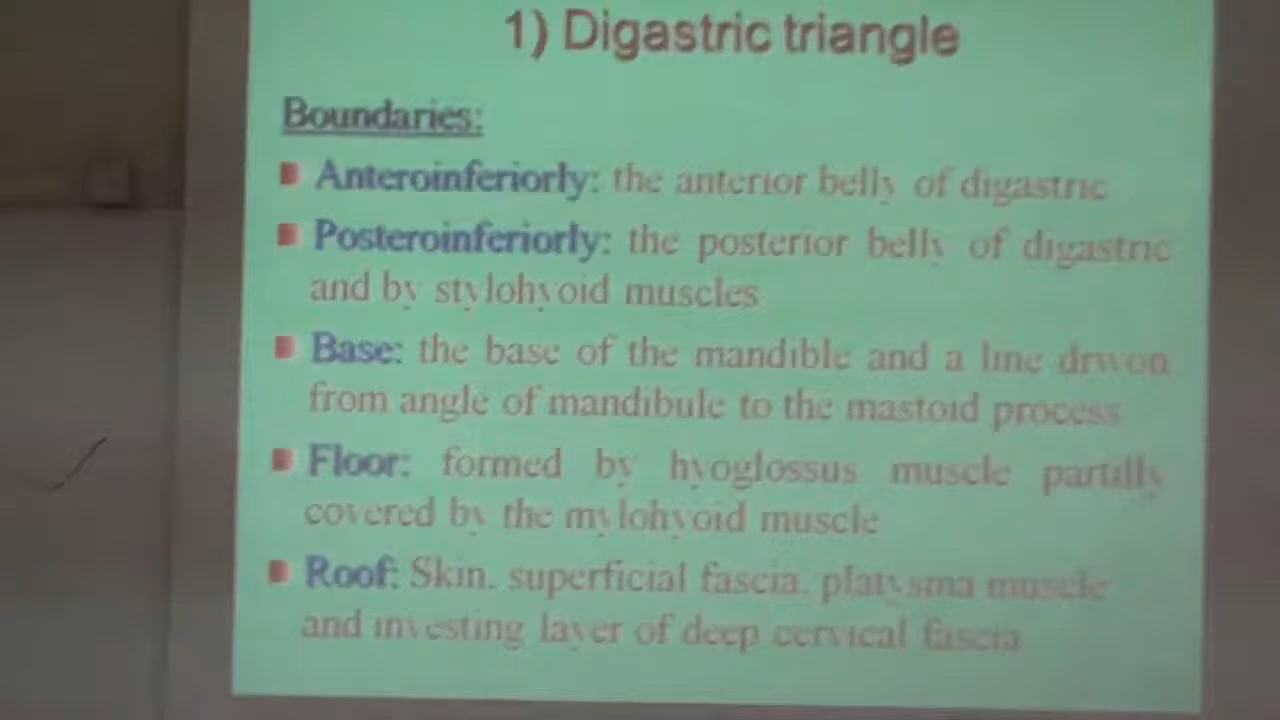 1) Digastric triangle
Boundaries:
Anteroinferiorly: the anterior belly of digastric
Posteroinferiorly: the posterior belly of digastric
and by stylohyoid muscles
Base: the base of the mandible and a line drwon
from angle of mandibule to the mastoid process
Floor: formed by hyoglossus muscle partilly
covered by the mylohyoid muscle
Roof: Skin, superficial fascia, platysma muscle
and investing layer of deep cervical fascia